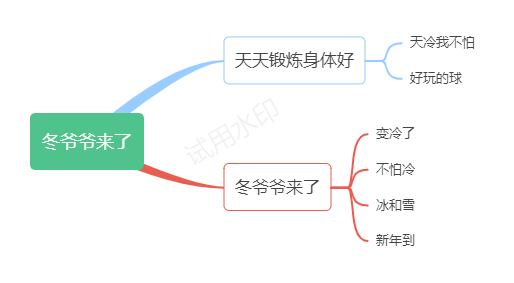 冬爷爷来了
天天锻炼身体好
天冷我不怕
好玩的球
冬爷爷来了
变冷了
不怕冷
冰和雪
新年到
试用水印